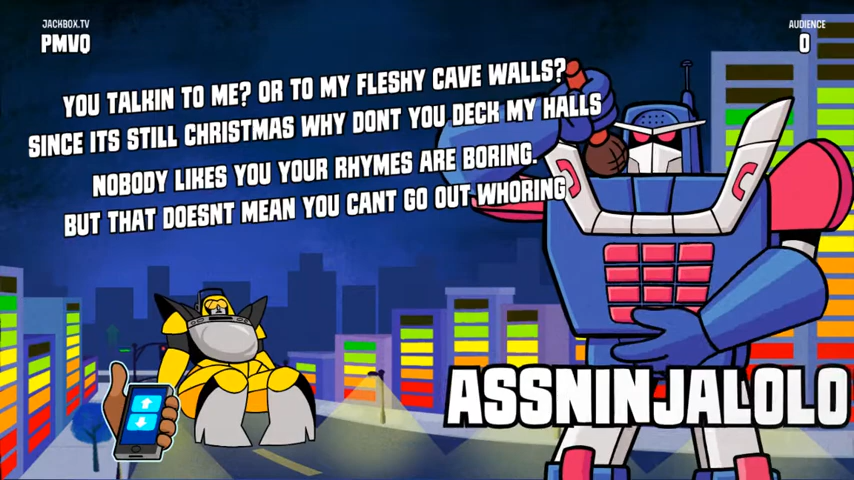 JACKBOX.TV
PMVQ
AUDIENCE
0
YOU TALKIN TO ME? OR TO MY FLESHY CAVE WALLS?
SINCE ITS STILL CHRISTMAS WHY DONT YOU DECK MY HALLS
NOBODY LIKES YOU YOUR RHYMES ARE BORING.
BUT THAT DOESNT MEAN YOU CANT GO OUT WHORING
ASSNINJALOLO